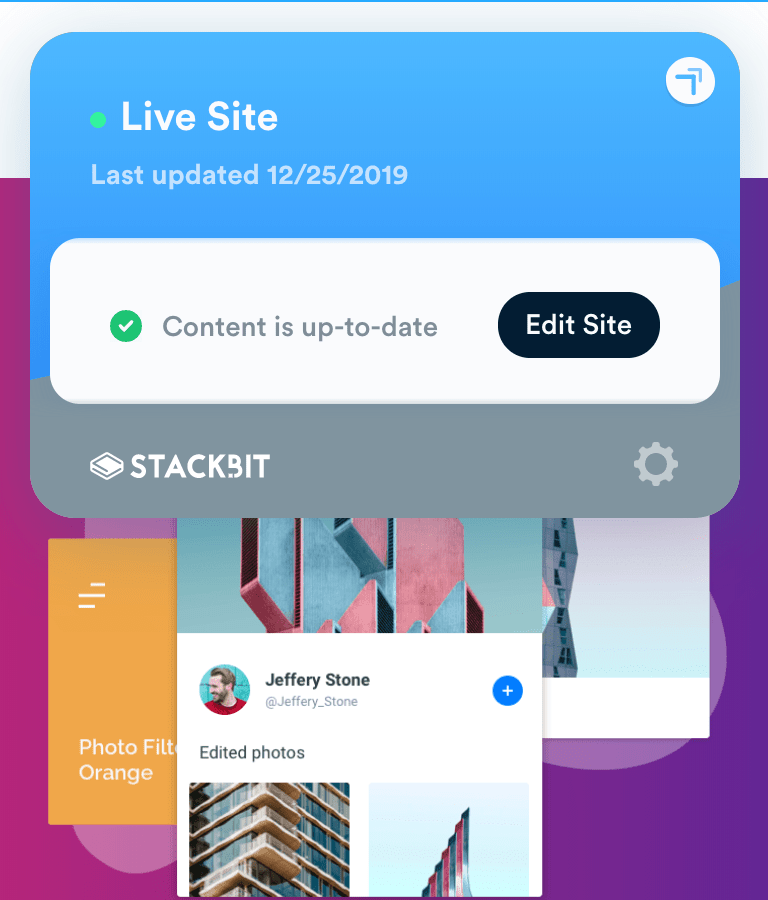 Live Site
Last updated 12/25/2019
Content is up-to-date
Edit Site
STACKBIT
Jeffery Stone
@Jeffery_Stone
Edited photos
Photo Filte
Orange